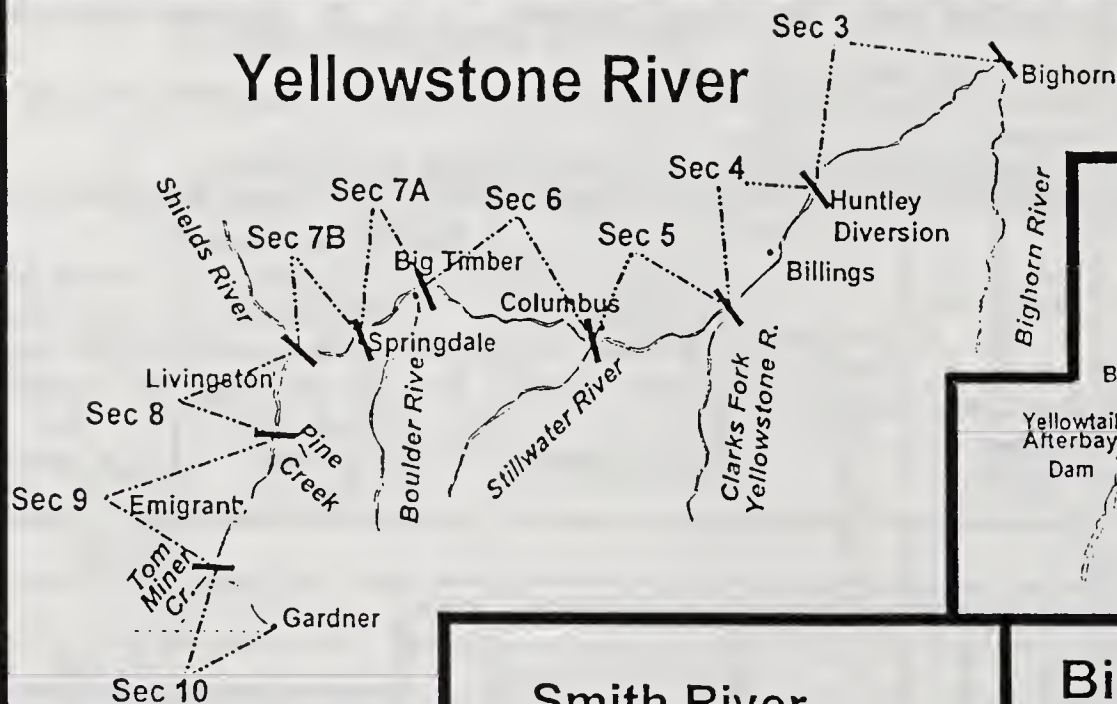 Yellowstone River
Sec 3
Bighorn
Sec 4
Huntley
Diversion
Billings
Bighorn River
Sec 7A
Sec 6
Sec 5
Shields River
Sec 7B
Big Timber
Columbus
Springdale
Livingston
Sec 8
Boulder Rive
Stillwater River
Clarks Fork
Yellowstone R.
Pine
Creek
Sec 9
Emigrant
Tom
Miner
Cr.
Gardner
Sec 10
B
Yellowtail
Afterbay
Dam
Smith River
Bi